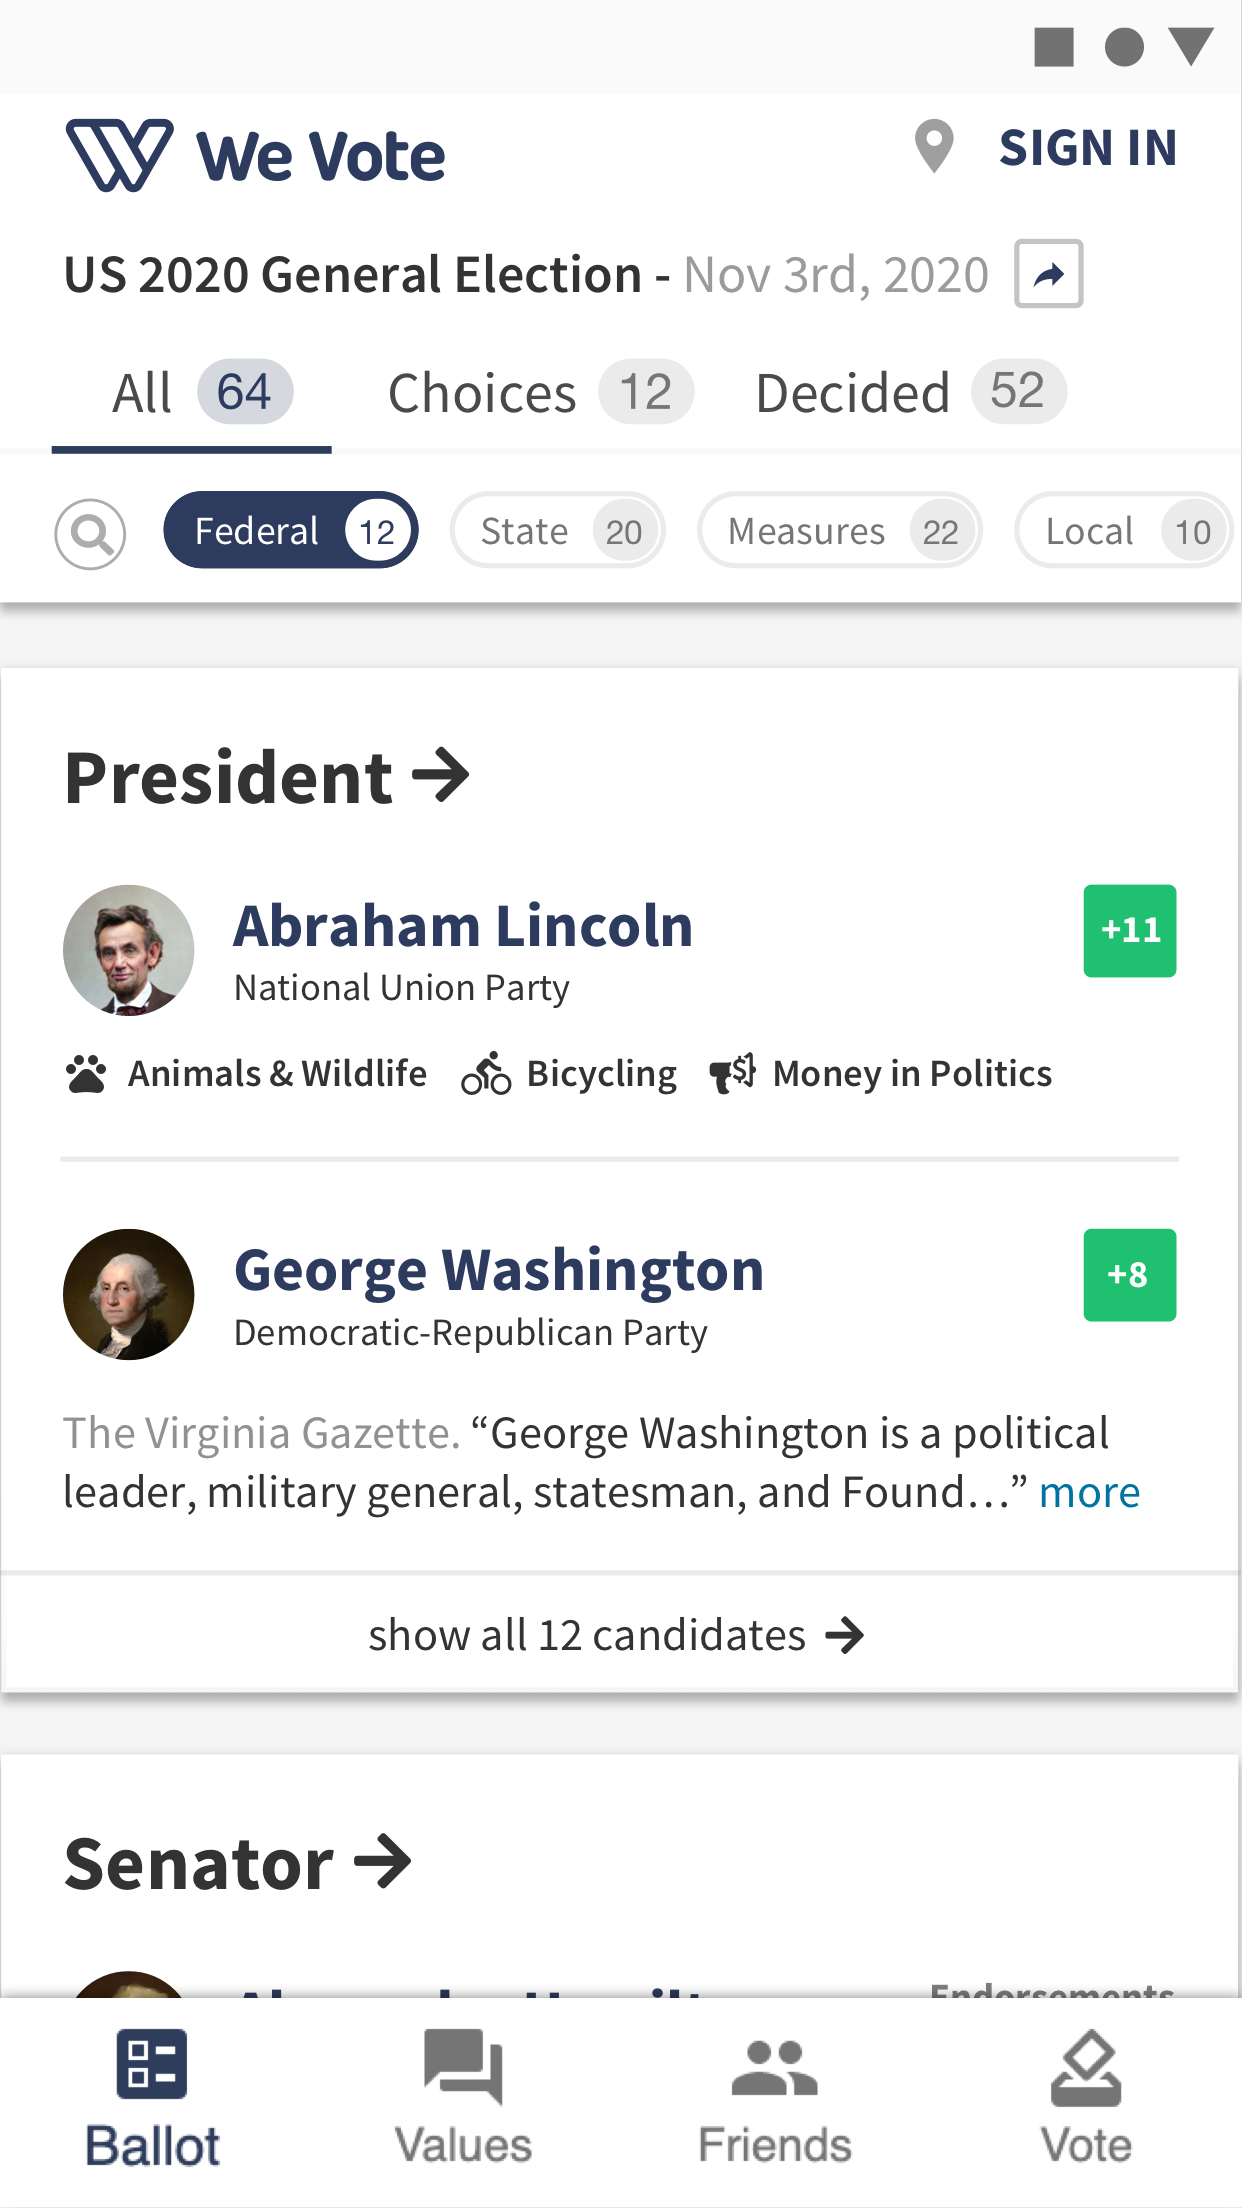 We Vote
SIGN IN
US 2020 General Election - Nov 3rd, 2020
All 64 Choices 12 Decided 52
Federal 12 State 20 Measures 22 Local 10
President
Abraham Lincoln
+11
National Union Party
Animals & Wildlife Bicycling Money in Politics
George Washington
+8
Democratic-Republican Party
The Virginia Gazette. “George Washington is a political
leader, military general, statesman, and Found…” more
show all 12 candidates
Senator
Endorsements
Ballot Values Friends Vote